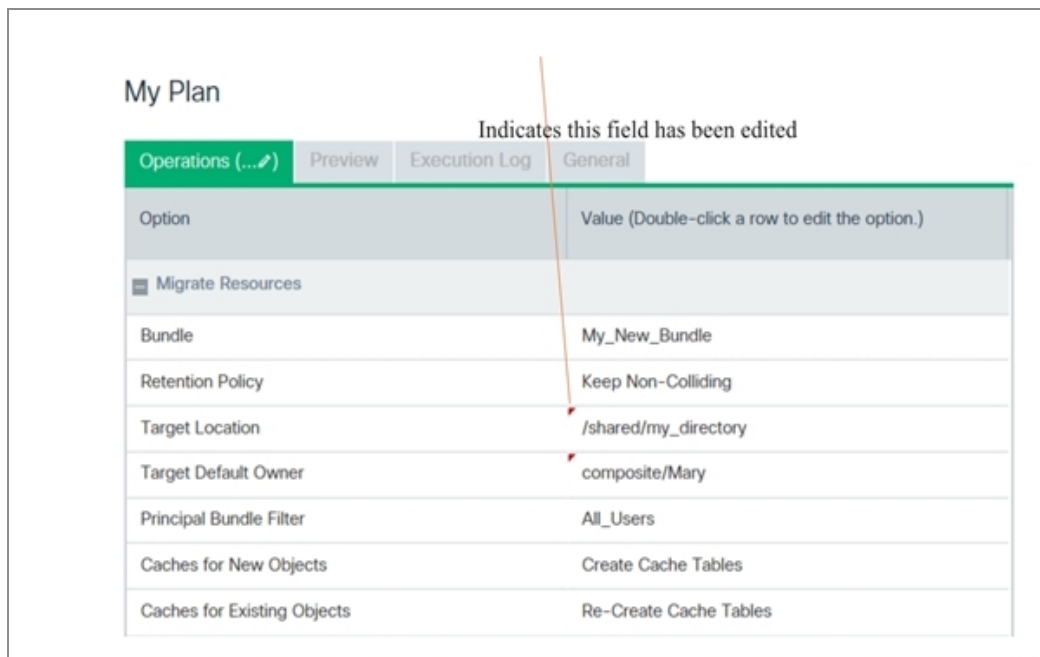 My Plan
Indicates this field has been edited
Operations (...) Preview Execution Log General
Option Value (Double-click a row to edit the option.)
Migrate Resources
Bundle My_New_Bundle
Retention Policy Keep Non-Colliding
Target Location /shared/my_directory
Target Default Owner composite/Mary
Principal Bundle Filter All_Users
Caches for New Objects Create Cache Tables
Caches for Existing Objects Re-Create Cache Tables